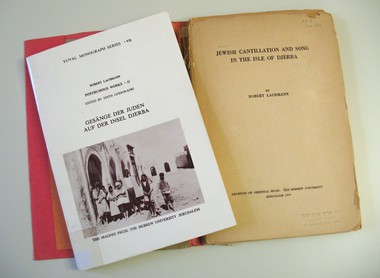 YUVAL MONOGRAPH SERIES · VII
ROBERT LACHMANN
POSTHUMOUS WORKS · II
EDITED BY EDITH GERSON-KIWI
GESÄNGE DER JUDEN
AUF DER INSEL DJERBA
THE MAGNES PRESS, THE HEBREW UNIVERSITY, JERUSALEM
JEWISH CANTILLATION AND SONG
IN THE ISLE OF DJERBA
BY
ROBERT LACHMANN
ARCHIVES OF ORIENTAL MUSIC. THE HEBREW UNIVERSITY
JERUSALEM 1940